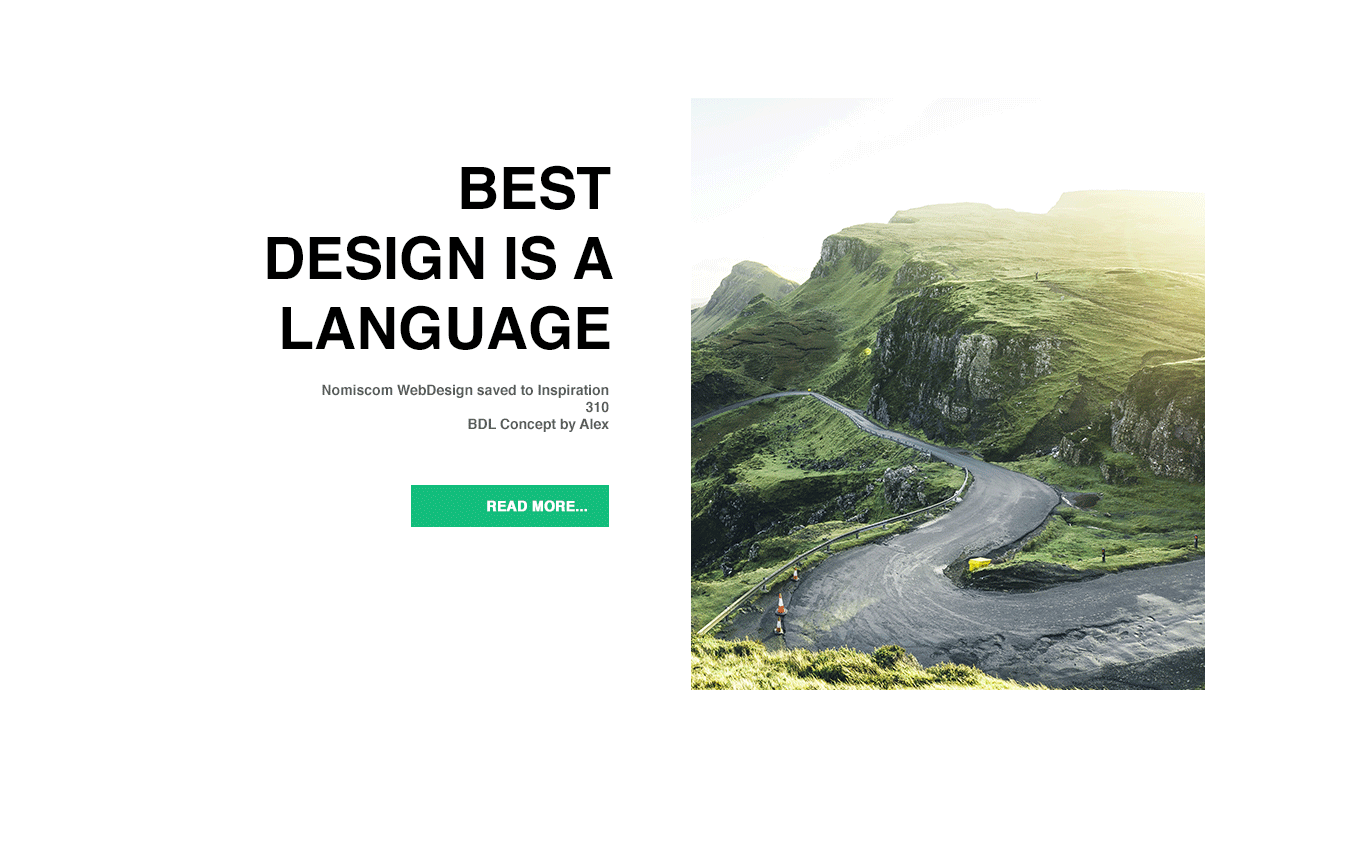 BEST
DESIGN IS A
LANGUAGE
Nomiscom WebDesign saved to Inspiration
310
BDL Concept by Alex
READ MORE...